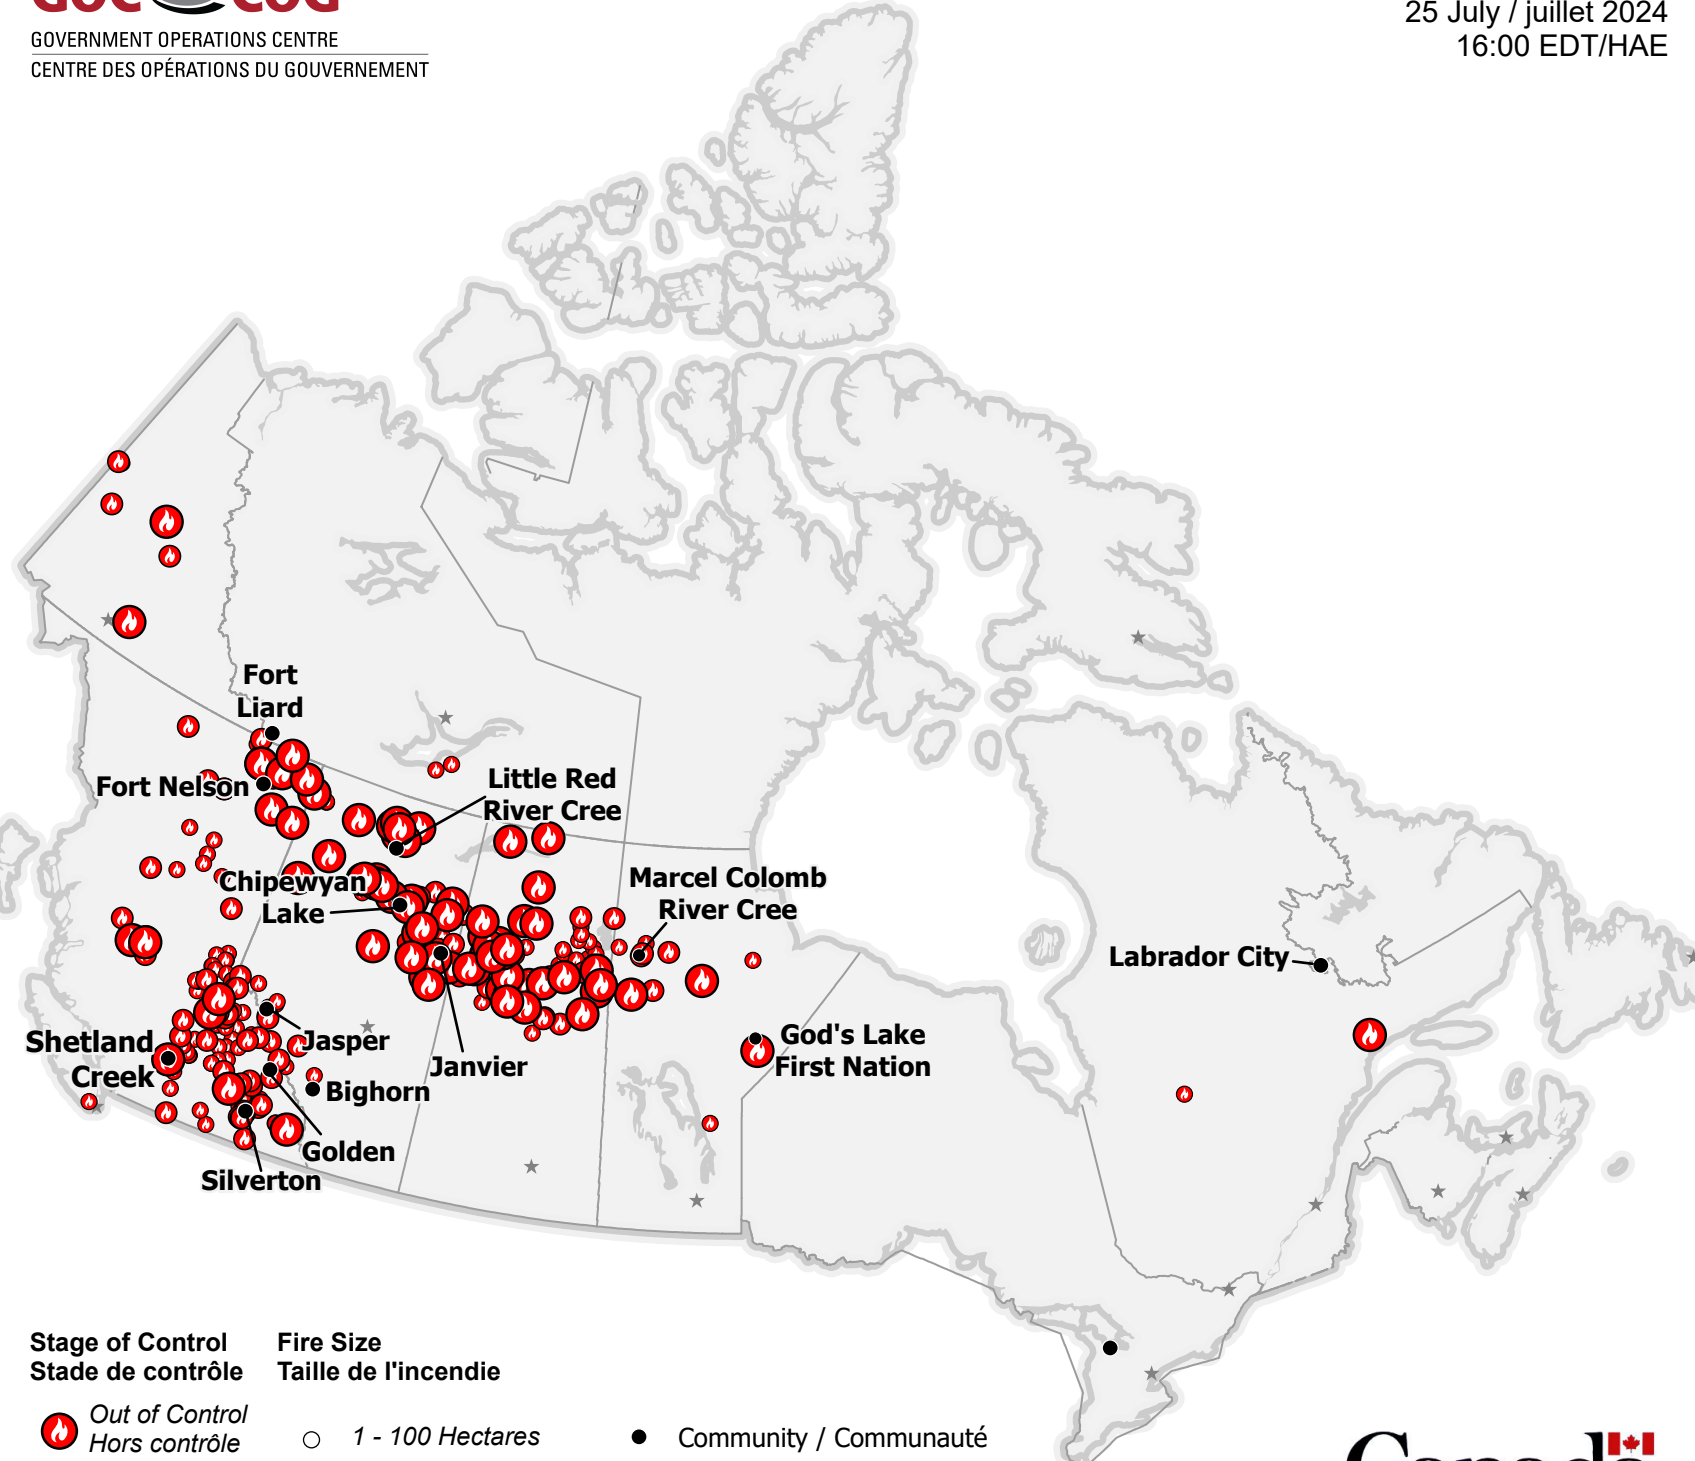 GOC COG
GOVERNMENT OPERATIONS CENTRE
CENTRE DES OPÉRATIONS DU GOUVERNEMENT
25 July / juillet 2024
16:00 EDT/HAE
Fort
Liard
Fort Nelson
Little Red
River Cree
Chipewyan
Lake
Marcel Colomb
River Cree
Labrador City
Shetland
Creek
Jasper
Janvier
God's Lake
First Nation
Bighorn
Golden
Silverton
Stage of Control
Stade de contrôle
Fire Size
Taille de l'incendie
Out of Control
Hors contrôle
1 - 100 Hectares
Community / Communauté
Canada